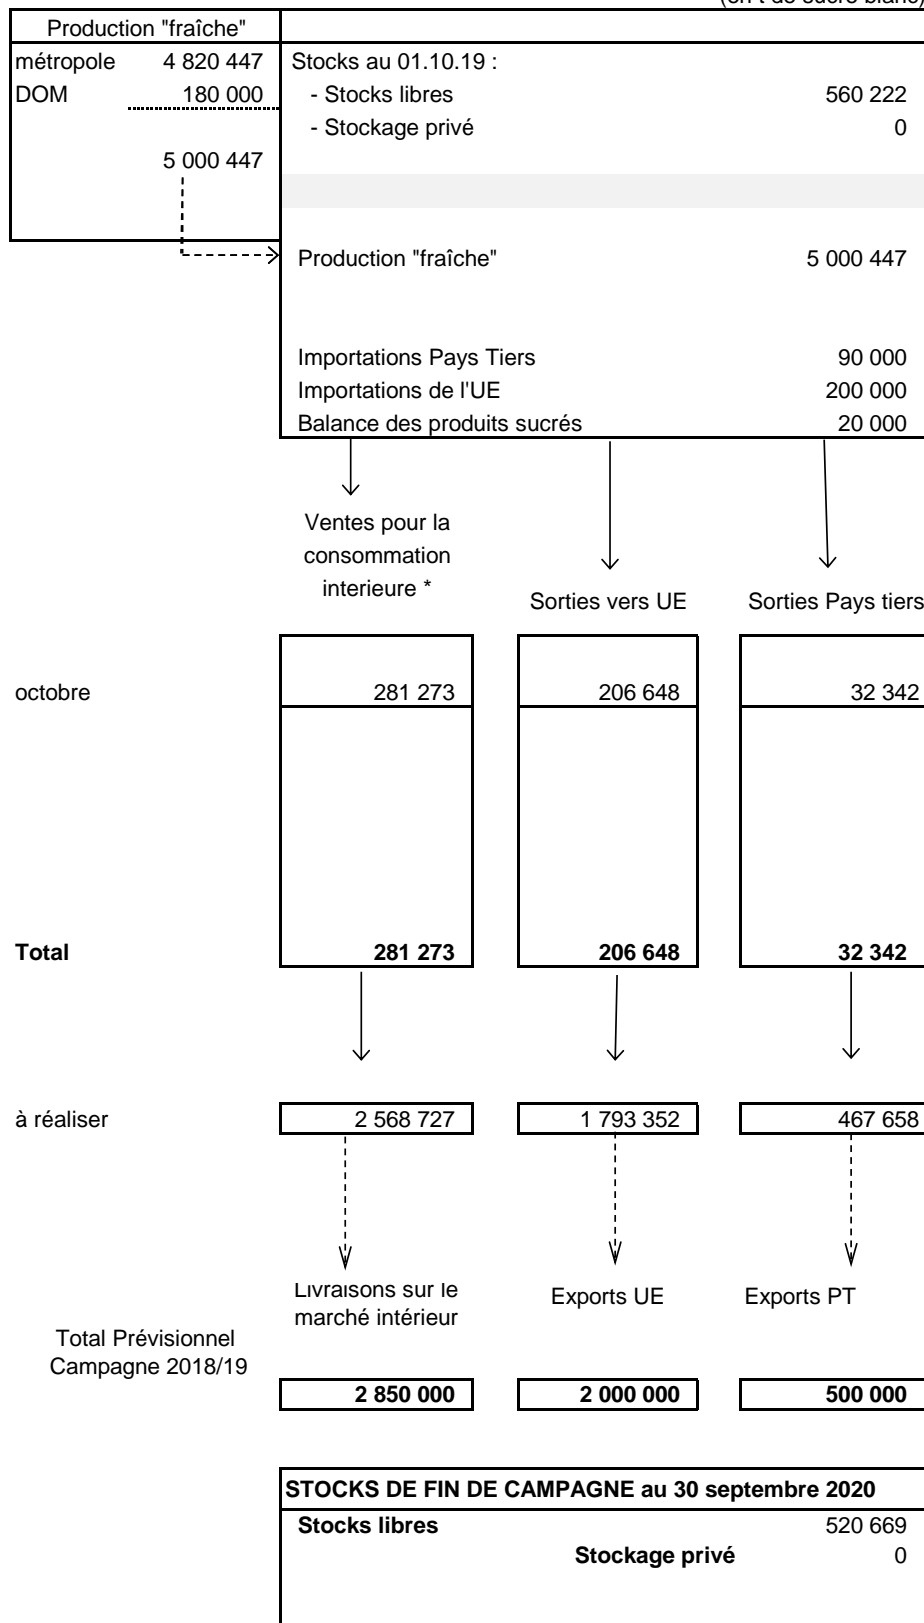 (en t de sucre blanc)
Production "fraîche"
métropole 4 820 447
DOM 180 000
5 000 447
Stocks au 01.10.19 :
- Stocks libres 560 222
- Stockage privé 0
Production "fraîche" 5 000 447
Importations Pays Tiers 90 000
Importations de l'UE 200 000
Balance des produits sucrés 20 000
Ventes pour la
consommation
interieure *
Sorties vers UE
Sorties Pays tiers
octobre 281 273 206 648 32 342
Total 281 273 206 648 32 342
à réaliser 2 568 727 1 793 352 467 658
Livraisons sur le
marché intérieur
Exports UE
Exports PT
Total Prévisionnel
Campagne 2018/19
2 850 000 2 000 000 500 000
STOCKS DE FIN DE CAMPAGNE au 30 septembre 2020
Stocks libres 520 669
Stockage privé 0